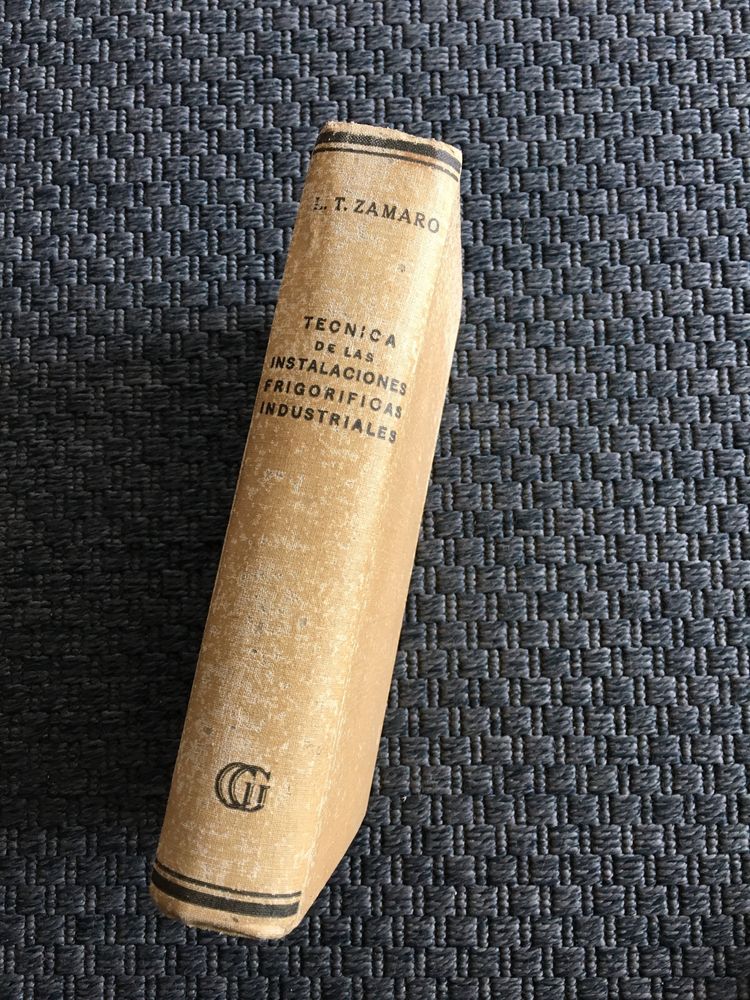 L. T. ZAMARO
TECNICA
DE LAS
INSTALACIONES
FRIGORIFICAS
INDUSTRIALES
GG